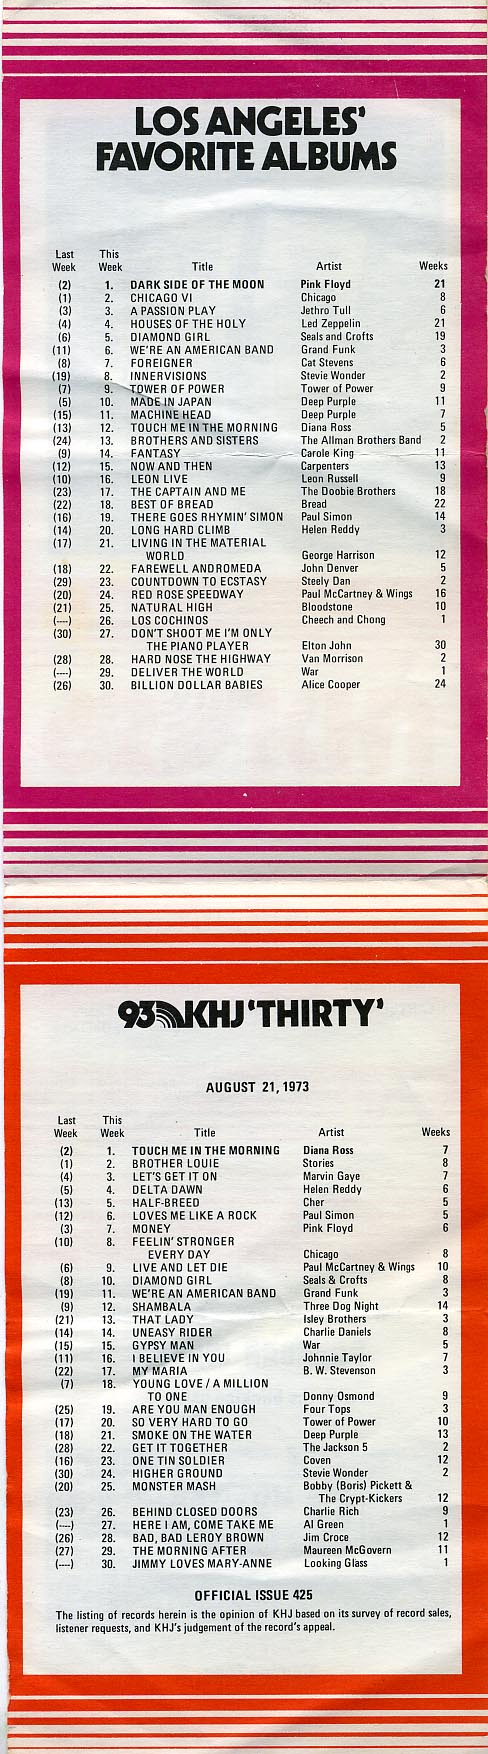 LOS ANGELES'
FAVORITE ALBUMS
Last This
Week Week Title Artist Weeks
(2) 1. DARK SIDE OF THE MOON Pink Floyd 21
(1) 2. CHICAGO VI Chicago 8
(3) 3. A PASSION PLAY Jethro Tull 6
(4) 4. HOUSES OF THE HOLY Led Zeppelin 21
(6) 5. DIAMOND GIRL Seals and Crofts 19
(11) 6. WE'RE AN AMERICAN BAND Grand Funk 3
(8) 7. FOREIGNER Cat Stevens 6
(19) 8. INNERVISIONS Stevie Wonder 2
(7) 9. TOWER OF POWER Tower of Power 9
(5) 10. MADE IN JAPAN Deep Purple 11
(15) 11. MACHINE HEAD Deep Purple 7
(13) 12. TOUCH ME IN THE MORNING Diana Ross 5
(24) 13. BROTHERS AND SISTERS The Allman Brothers Band 2
(9) 14. FANTASY Carole King 11
(12) 15. NOW AND THEN Carpenters 13
(10) 16. LEON LIVE Leon Russell 9
(23) 17. THE CAPTAIN AND ME The Doobie Brothers 18
(22) 18. BEST OF BREAD Bread 22
(16) 19. THERE GOES RHYMIN' SIMON Paul Simon 14
(14) 20. LONG HARD CLIMB Helen Reddy 3
(17) 21. LIVING IN THE MATERIAL
WORLD George Harrison 12
(18) 22. FAREWELL ANDROMEDA John Denver 5
(29) 23. COUNTDOWN TO ECSTASY Steely Dan 2
(20) 24. RED ROSE SPEEDWAY Paul McCartney & Wings 16
(21) 25. NATURAL HIGH Bloodstone 10
(----) 26. LOS COCHINOS Cheech and Chong 1
(30) 27. DON'T SHOOT ME I'M ONLY
THE PIANO PLAYER Elton John 30
(28) 28. HARD NOSE THE HIGHWAY Van Morrison 2
(----) 29. DELIVER THE WORLD War 1
(26) 30. BILLION DOLLAR BABIES Alice Cooper 24
93 KHJ 'THIRTY'
AUGUST 21, 1973
Last This
Week Week Title Artist Weeks
(2) 1. TOUCH ME IN THE MORNING Diana Ross 7
(1) 2. BROTHER LOUIE Stories 8
(4) 3. LET'S GET IT ON Marvin Gaye 7
(5) 4. DELTA DAWN Helen Reddy 6
(13) 5. HALF-BREED Cher 5
(12) 6. LOVES ME LIKE A ROCK Paul Simon 5
(3) 7. MONEY Pink Floyd 6
(10) 8. FEELIN' STRONGER
EVERY DAY Chicago 8
(6) 9. LIVE AND LET DIE Paul McCartney & Wings 10
(8) 10. DIAMOND GIRL Seals & Crofts 8
(19) 11. WE'RE AN AMERICAN BAND Grand Funk 3
(9) 12. SHAMBALA Three Dog Night 14
(21) 13. THAT LADY Isley Brothers 3
(14) 14. UNEASY RIDER Charlie Daniels 8
(15) 15. GYPSY MAN War 5
(11) 16. I BELIEVE IN YOU Johnnie Taylor 7
(22) 17. MY MARIA B. W. Stevenson 3
(7) 18. YOUNG LOVE / A MILLION
TO ONE Donny Osmond 9
(25) 19. ARE YOU MAN ENOUGH Four Tops 3
(17) 20. SO VERY HARD TO GO Tower of Power 10
(18) 21. SMOKE ON THE WATER Deep Purple 13
(28) 22. GET IT TOGETHER The Jackson 5 2
(16) 23. ONE TIN SOLDIER Coven 12
(30) 24. HIGHER GROUND Stevie Wonder 2
(20) 25. MONSTER MASH Bobby (Boris) Pickett &
The Crypt-Kickers 12
(23) 26. BEHIND CLOSED DOORS Charlie Rich 9
(----) 27. HERE I AM, COME TAKE ME Al Green 1
(26) 28. BAD, BAD LEROY BROWN Jim Croce 12
(27) 29. THE MORNING AFTER Maureen McGovern 11
(----) 30. JIMMY LOVES MARY-ANNE Looking Glass 1
OFFICIAL ISSUE 425
The listing of records herein is the opinion of KHJ based on its survey of record sales,
listener requests, and KHJ's judgement of the record's appeal.